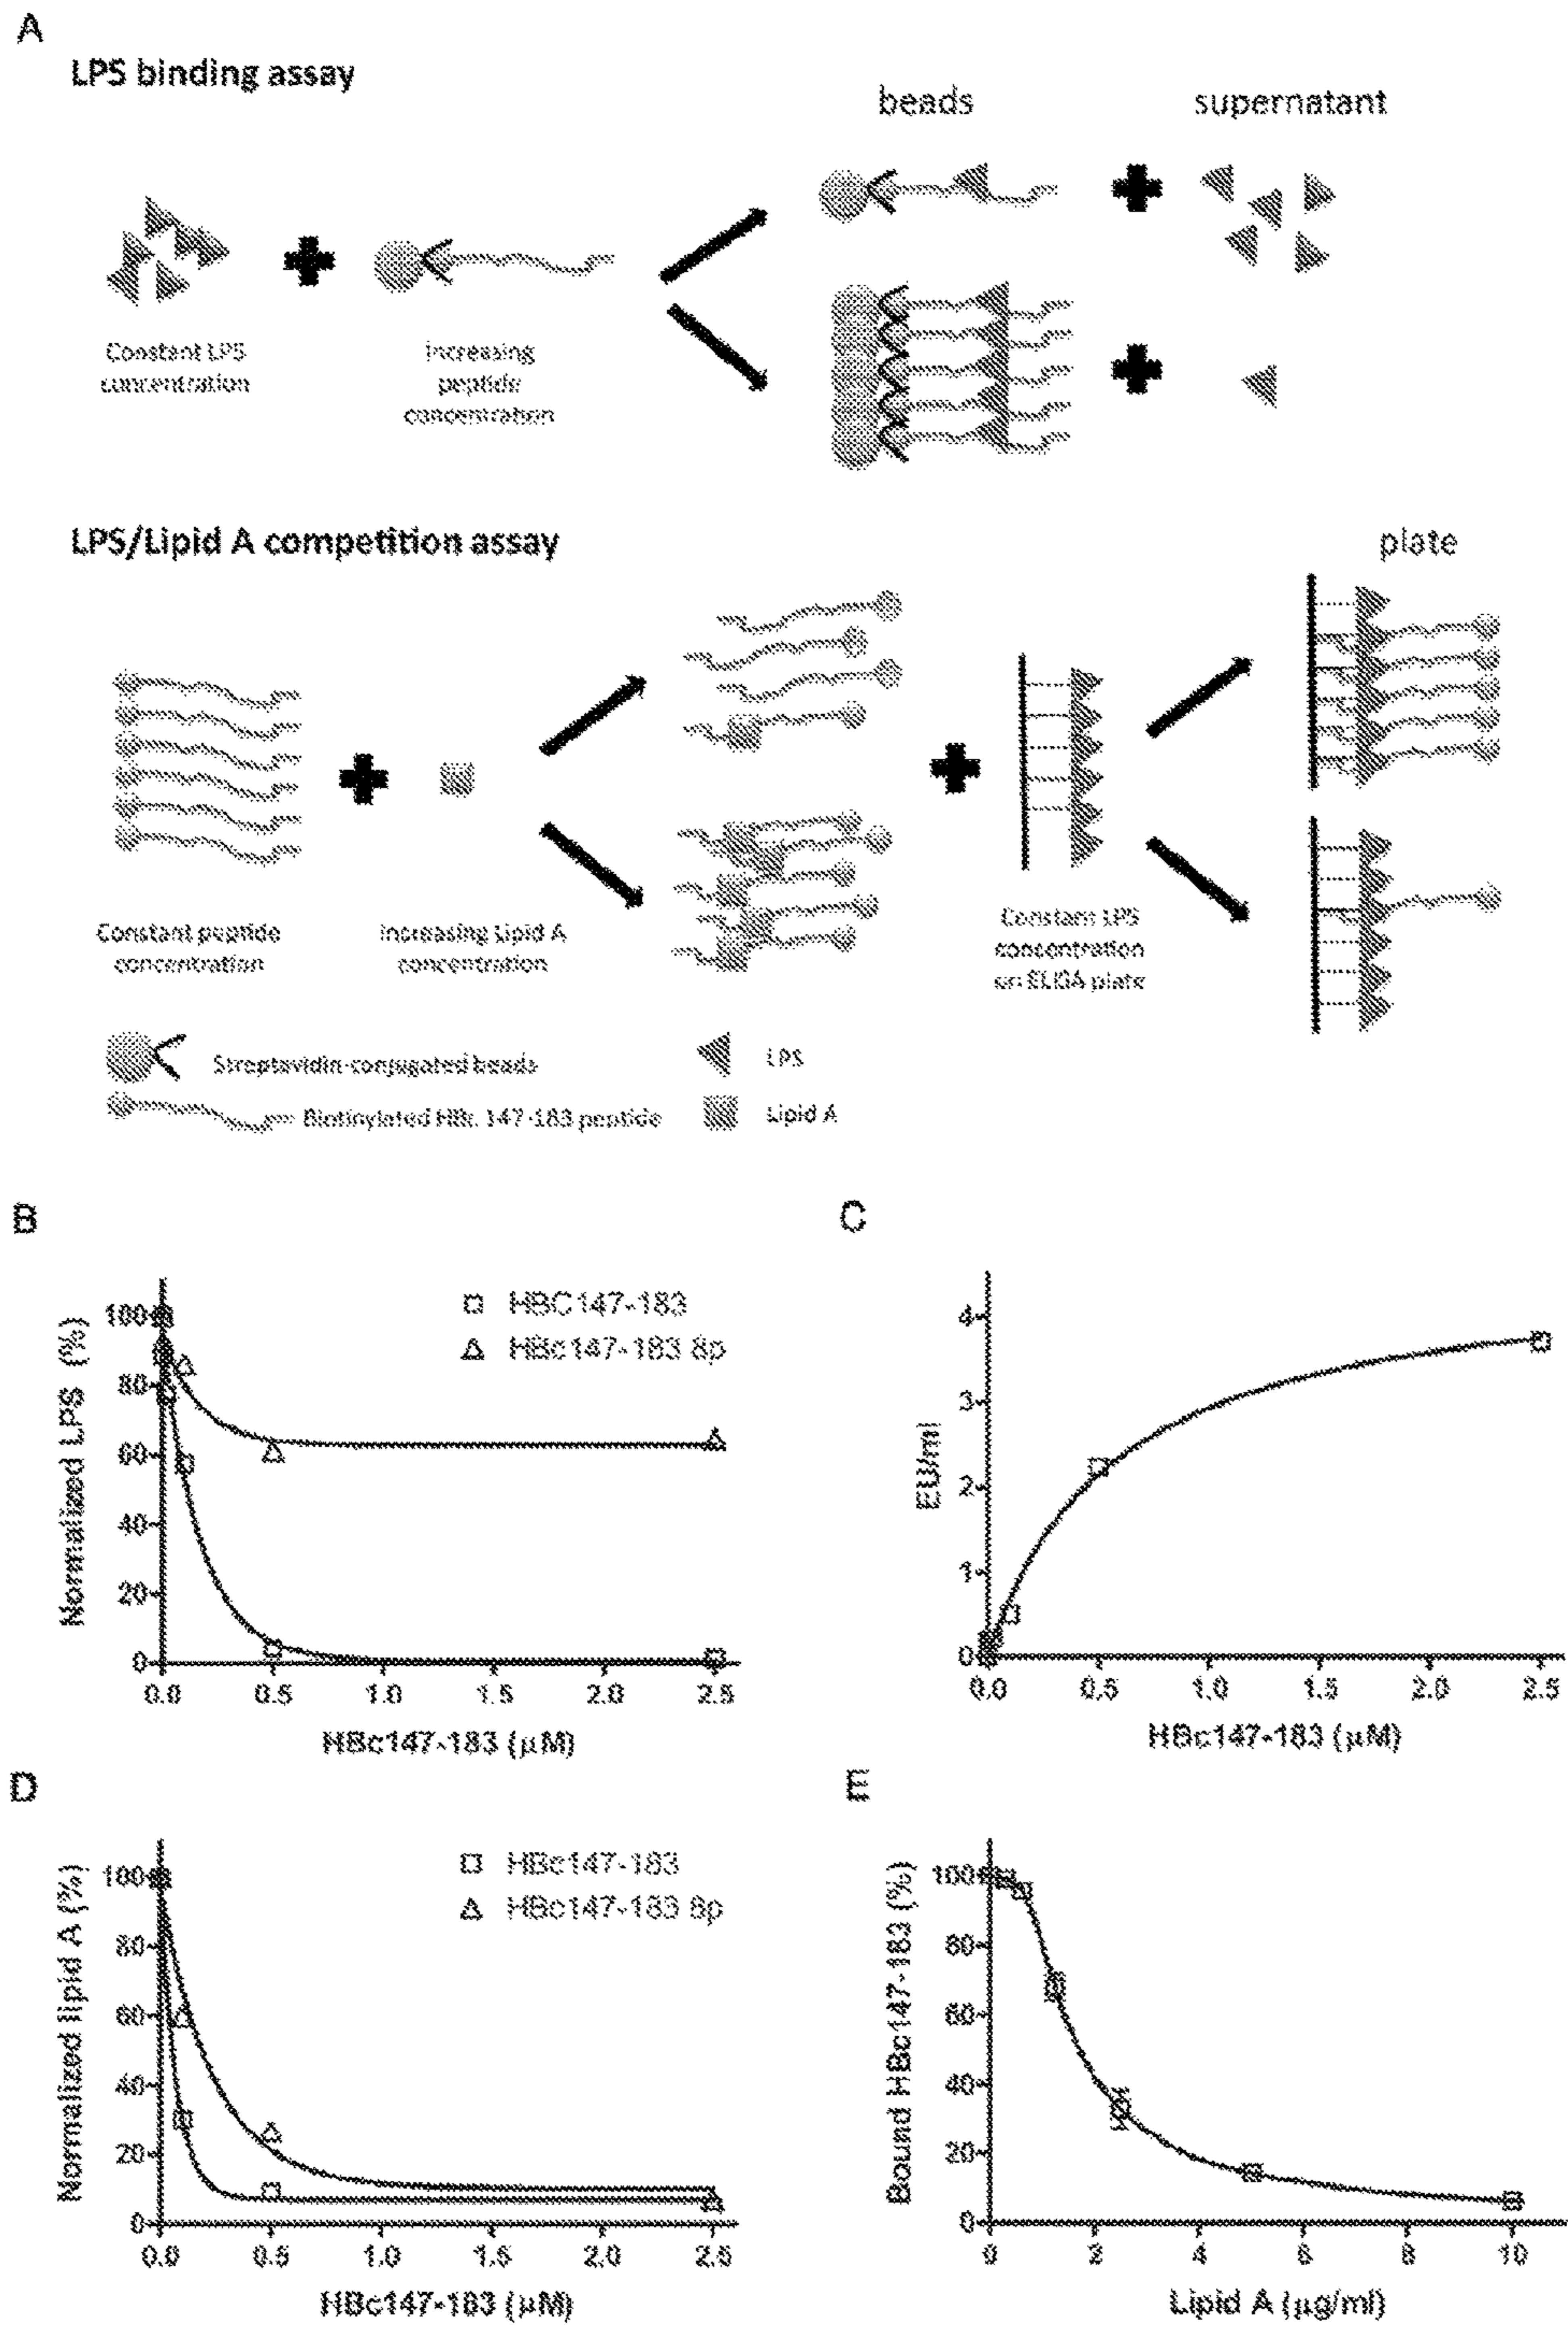 A
LPS binding assay
beads
supernatant
Constant LPS
concentration
increasing
peptide
concentration
LPS/Lipid A competition assay
plate
Constant peptide
concentration
increasing Lipid A
concentration
Constant LPS
concentration
on ELISA plate
Streptavidin-conjugated beads
LPS
Biotinylated HBc 147-183 peptide
Lipid A
B
Normalized LPS (%)
100
80
60
40
20
0
0.0 0.5 1.0 1.5 2.0 2.5
HBc147-183 (μM)
HBC147-183
HBc147-183 8p
C
EU/ml
4
3
2
1
0
0.0 0.5 1.0 1.5 2.0 2.5
HBc147-183 (μM)
D
Normalized lipid A (%)
100
80
60
40
20
0
0.0 0.5 1.0 1.5 2.0 2.5
HBc147-183 (μM)
HBc147-183
HBc147-183 8p
E
Bound HBc147-183 (%)
100
80
60
40
20
0
0 2 4 6 8 10
Lipid A (μg/ml)